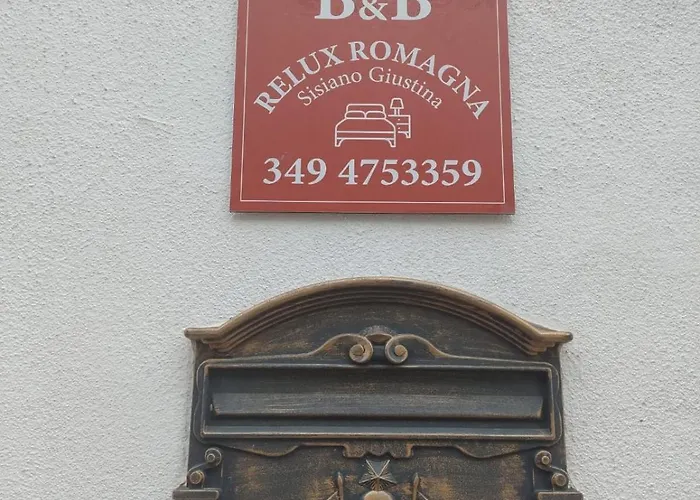 B&B
RELUX ROMAGNA
Sisiano Giustina
349 4753359